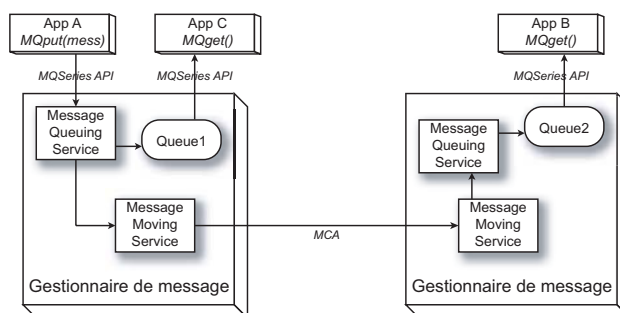 App A
MQput(mess)
App C
MQget()
App B
MQget()
MQSeries API
MQSeries API
MQSeries API
Message
Queuing
Service
Queue1
Message
Moving
Service
Gestionnaire de message
MCA
Message
Queuing
Service
Queue2
Message
Moving
Service
Gestionnaire de message